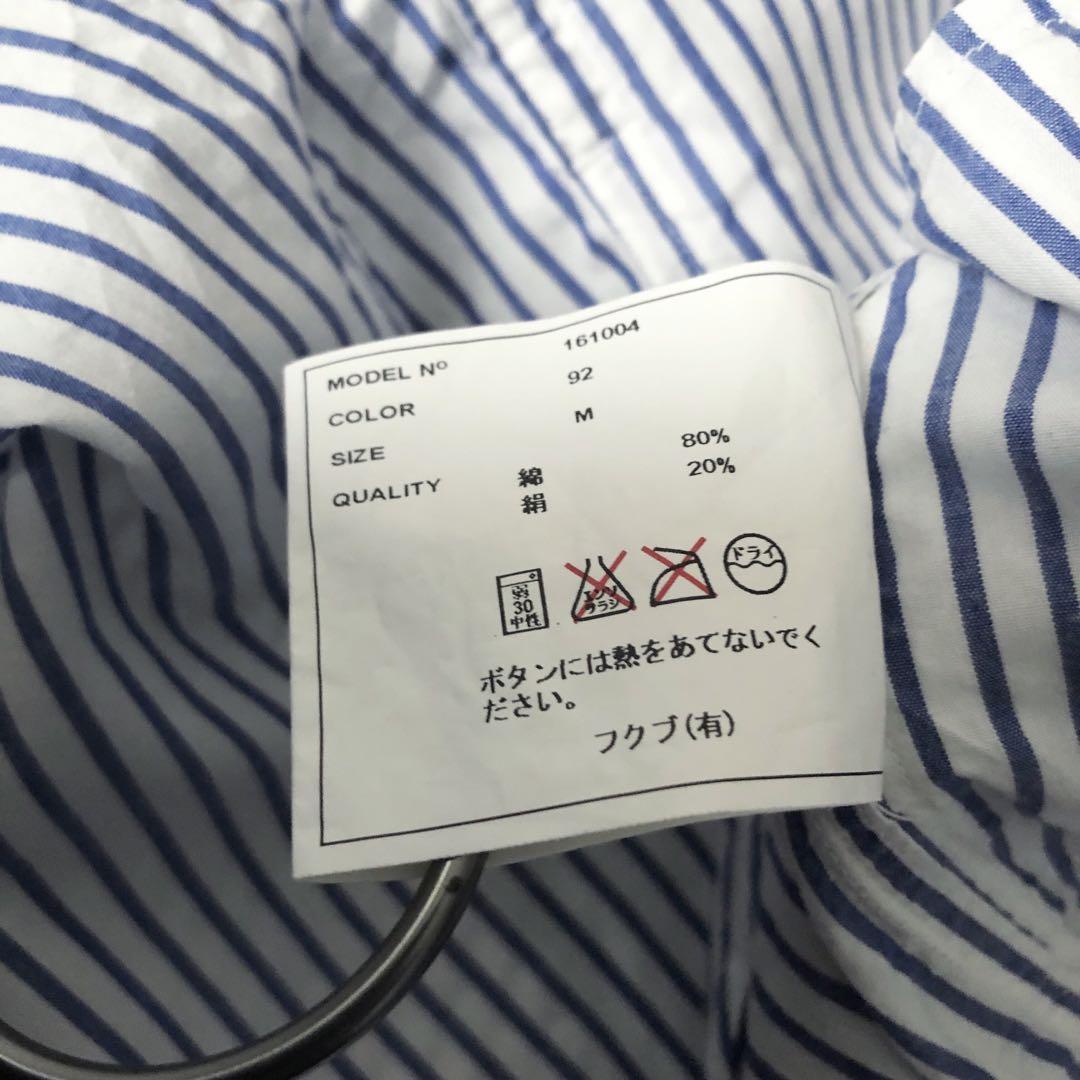 MODEL Nº 161004
COLOR 92
SIZE M
QUALITY 綿 80%
絹 20%
弱
30
中性
エンソ
ラランシ
ドライ
ボタンには熱をあてないでく
ださい。
フクブ(有)